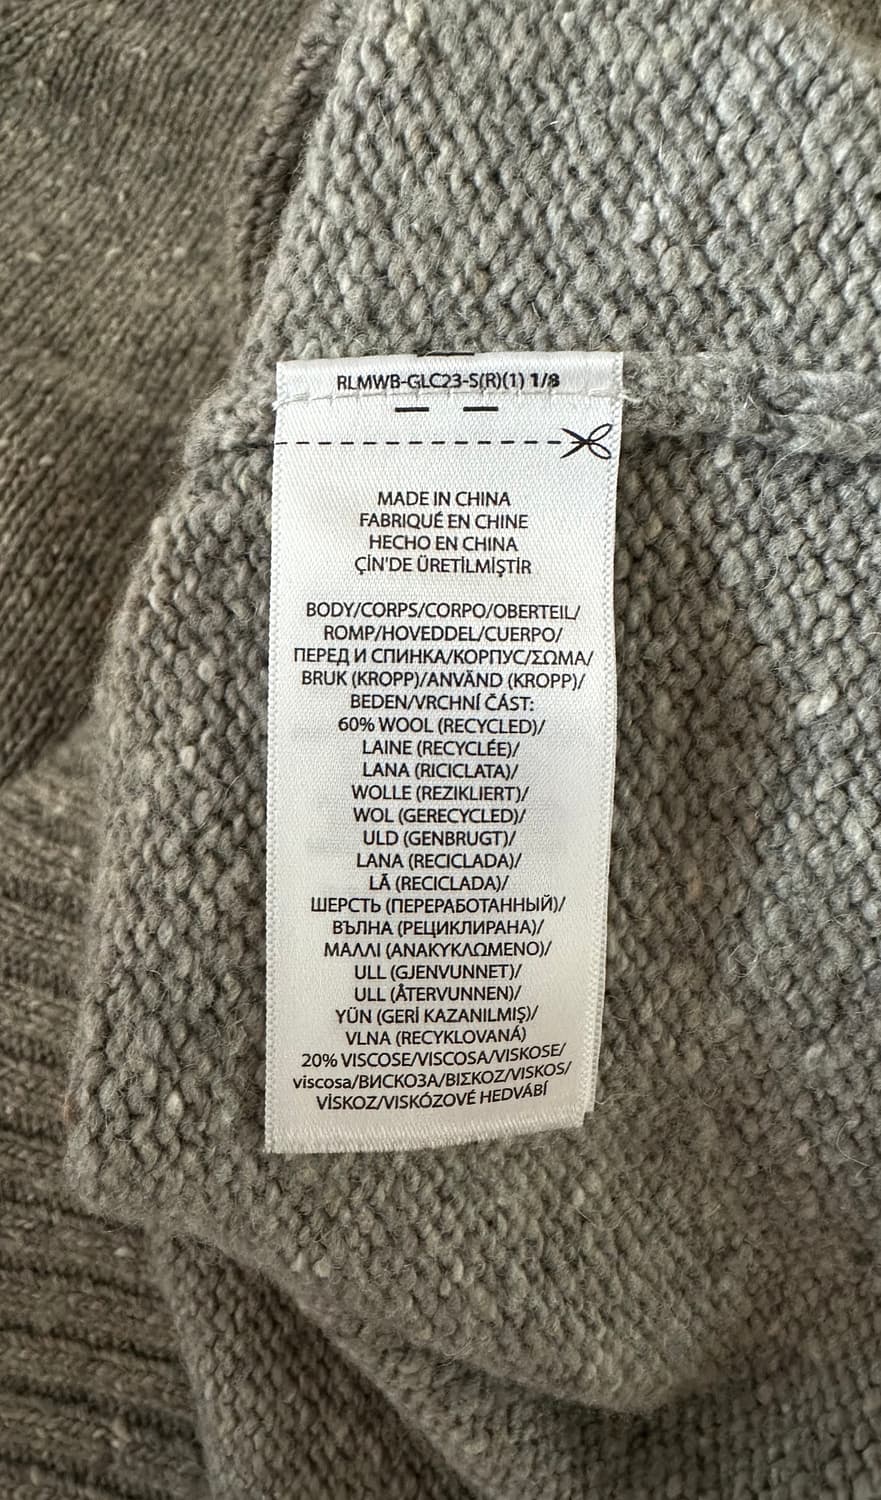 RLMWB-GLC23-S(R)(1) 1/8
MADE IN CHINA
FABRIQUÉ EN CHINE
HECHO EN CHINA
ÇİN'DE ÜRETİLMİŞTİR
BODY/CORPS/CORPO/OBERTEIL/
ROMP/HOVEDDEL/CUERPO/
ПЕРЕД И СПИНКА/КОРПУС/ΣΩΜΑ/
BRUK (KROPP)/ANVÄND (KROPP)/
BEDEN/VRCHNÍ ČÁST:
60% WOOL (RECYCLED)/
LAINE (RECYCLÉE)/
LANA (RICICLATA)/
WOLLE (REZIKLIERT)/
WOL (GERECYCLED)/
ULD (GENBRUGT)/
LANA (RECICLADA)/
LÃ (RECICLADA)/
ШЕРСТЬ (ПЕРЕРАБОТАННЫЙ)/
ВЪЛНА (РЕЦИКЛИРАНА)/
ΜΑΛΛΙ (ΑΝΑΚΥΚΛΩΜΕΝΟ)/
ULL (GJENVUNNET)/
ULL (ÅTERVUNNEN)/
YÜN (GERİ KAZANILMIŞ)/
VLNA (RECYKLOVANÁ)
20% VISCOSE/VISCOSA/VISKOSE/
viscosa/ВИСКОЗА/ΒΙΣΚΟΖ/VISKOS/
VİSKOZ/VISKÓZOVÉ HEDVÁBÍ